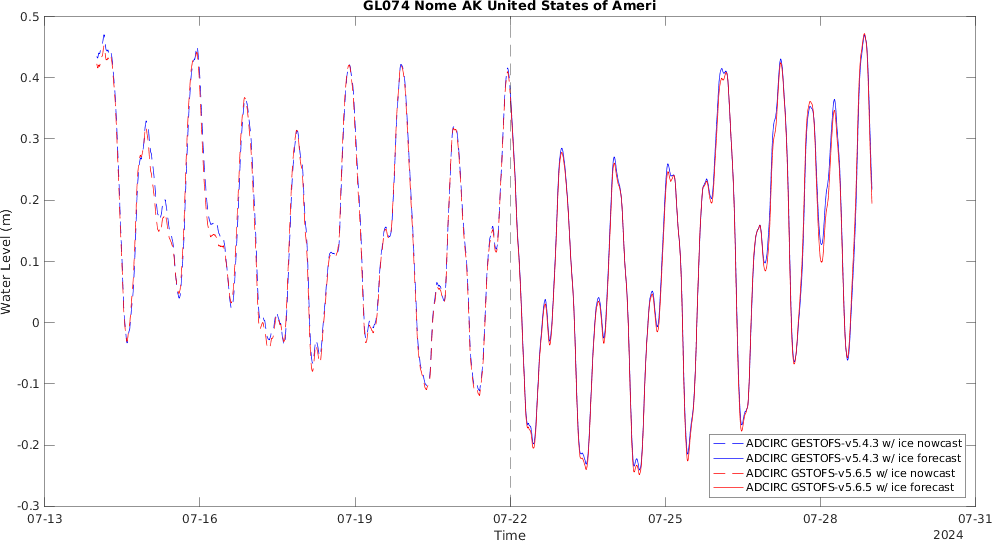 GL074 Nome AK United States of Ameri
0.5
0.4
0.3
0.2
0.1
0
-0.1
-0.2
-0.3
Water Level (m)
ADCIRC GESTOFS-v5.4.3 w/ ice nowcast
ADCIRC GESTOFS-v5.4.3 w/ ice forecast
ADCIRC GSTOFS-v5.6.5 w/ ice nowcast
ADCIRC GSTOFS-v5.6.5 w/ ice forecast
07-13 07-16 07-19 07-22 07-25 07-28 07-31
Time
2024